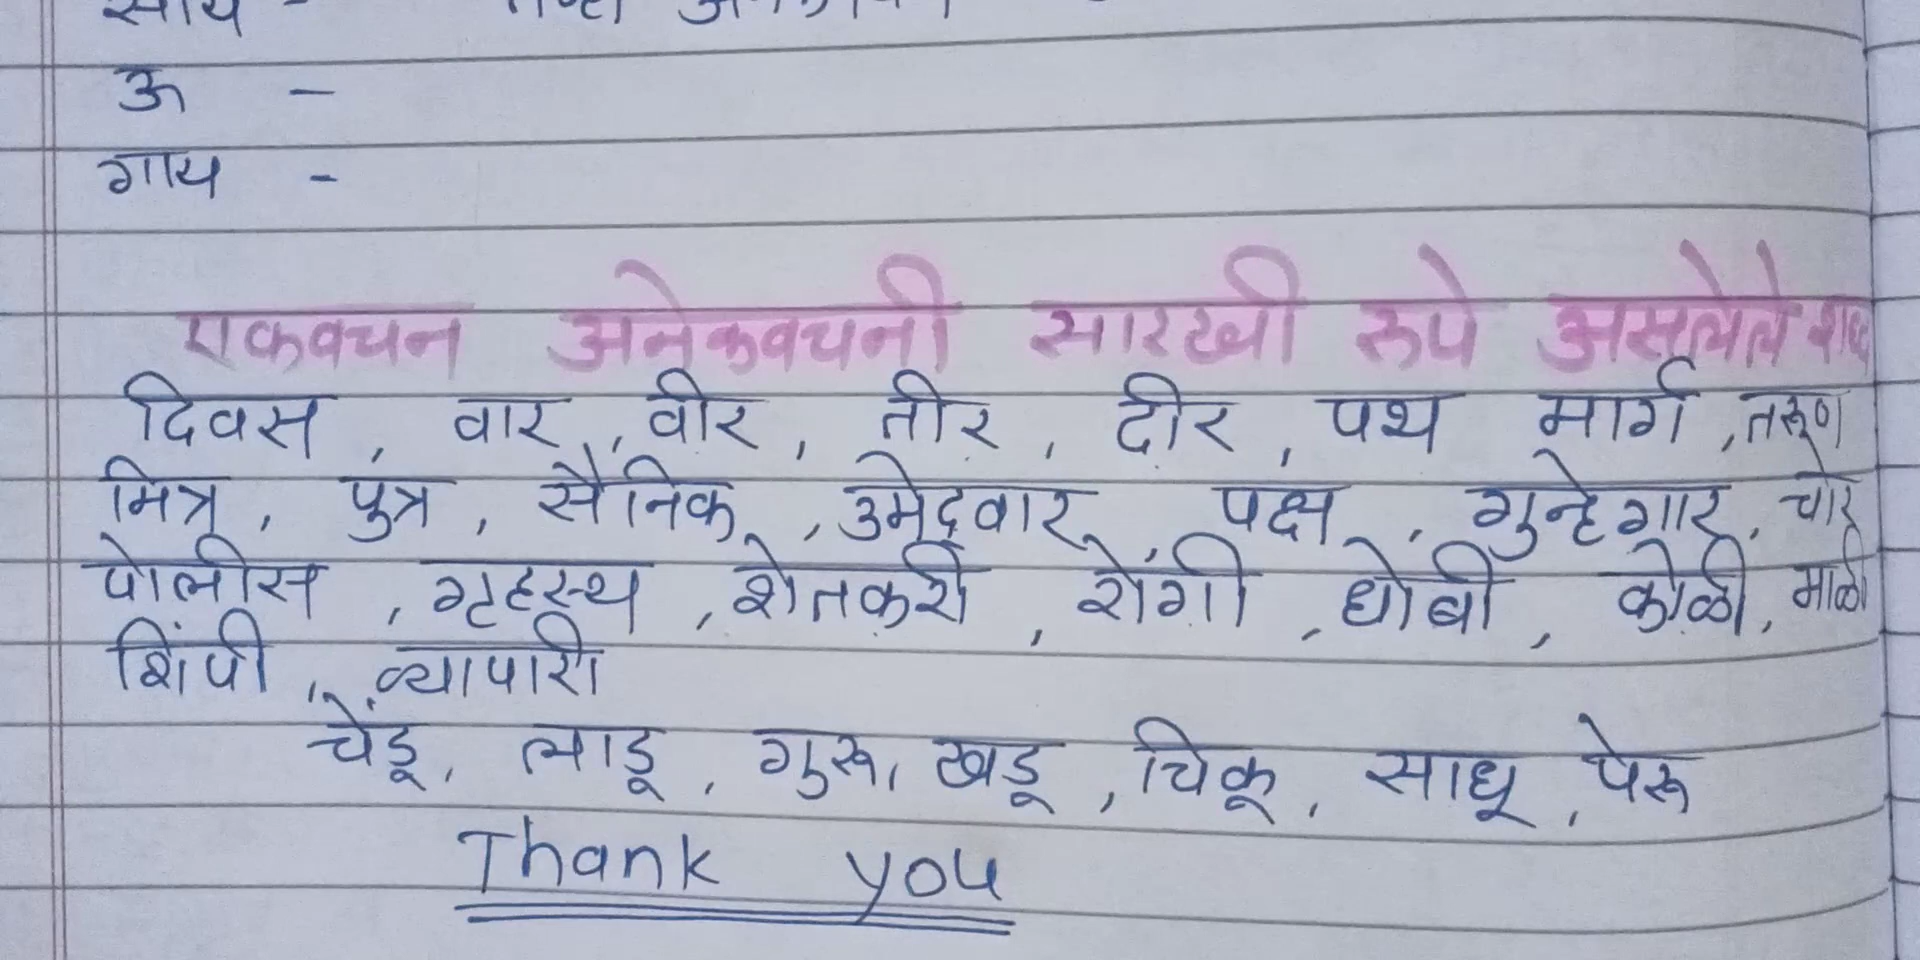 ऊ -
गाय -
एकवचन अनेकवचनी सारखी रूपे असलेले शब्द
दिवस , वार , वीर , तीर , दीर , पथ मार्ग , तरूण
मित्र , पुत्र , सैनिक , उमेदवार , पक्ष , गुन्हेगार , चोर
पोलीस , गृहस्थ , शेतकरी , रोगी , धोबी , कोळी , माळी
शिंपी , व्यापारी
चेंडू , लाडू , गुरू , खडू , चिकू , साधू , पेरू
Thank you